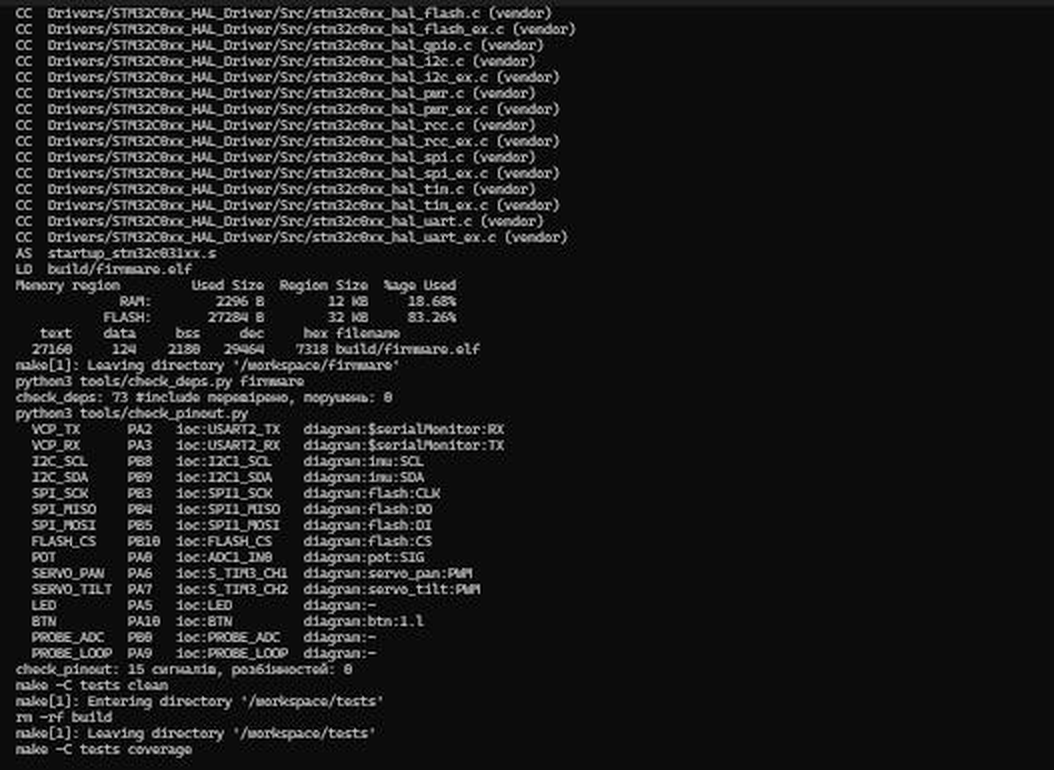 CC  Drivers/STM32C0xx_HAL_Driver/Src/stm32c0xx_hal_flash.c (vendor)
CC  Drivers/STM32C0xx_HAL_Driver/Src/stm32c0xx_hal_flash_ex.c (vendor)
CC  Drivers/STM32C0xx_HAL_Driver/Src/stm32c0xx_hal_gpio.c (vendor)
CC  Drivers/STM32C0xx_HAL_Driver/Src/stm32c0xx_hal_i2c.c (vendor)
CC  Drivers/STM32C0xx_HAL_Driver/Src/stm32c0xx_hal_i2c_ex.c (vendor)
CC  Drivers/STM32C0xx_HAL_Driver/Src/stm32c0xx_hal_pwr.c (vendor)
CC  Drivers/STM32C0xx_HAL_Driver/Src/stm32c0xx_hal_pwr_ex.c (vendor)
CC  Drivers/STM32C0xx_HAL_Driver/Src/stm32c0xx_hal_rcc.c (vendor)
CC  Drivers/STM32C0xx_HAL_Driver/Src/stm32c0xx_hal_rcc_ex.c (vendor)
CC  Drivers/STM32C0xx_HAL_Driver/Src/stm32c0xx_hal_spi.c (vendor)
CC  Drivers/STM32C0xx_HAL_Driver/Src/stm32c0xx_hal_spi_ex.c (vendor)
CC  Drivers/STM32C0xx_HAL_Driver/Src/stm32c0xx_hal_tim.c (vendor)
CC  Drivers/STM32C0xx_HAL_Driver/Src/stm32c0xx_hal_tim_ex.c (vendor)
CC  Drivers/STM32C0xx_HAL_Driver/Src/stm32c0xx_hal_uart.c (vendor)
CC  Drivers/STM32C0xx_HAL_Driver/Src/stm32c0xx_hal_uart_ex.c (vendor)
AS  startup_stm32c031xx.s
LD  build/firmware.elf
Memory region         Used Size  Region Size  %age Used
             RAM:        2296 B        12 KB     18.68%
           FLASH:       27284 B        32 KB     83.26%
   text    data     bss     dec     hex filename
  27160     124    2180   29464    7318 build/firmware.elf
make[1]: Leaving directory '/workspace/firmware'
python3 tools/check_deps.py firmware
check_deps: 73 #include перевірено, порушень: 0
python3 tools/check_pinout.py
  VCP_TX      PA2   ioc:USART2_TX   diagram:$serialMonitor:RX
  VCP_RX      PA3   ioc:USART2_RX   diagram:$serialMonitor:TX
  I2C_SCL     PB8   ioc:I2C1_SCL    diagram:imu:SCL
  I2C_SDA     PB9   ioc:I2C1_SDA    diagram:imu:SDA
  SPI_SCK     PB3   ioc:SPI1_SCK    diagram:flash:CLK
  SPI_MISO    PB4   ioc:SPI1_MISO   diagram:flash:DO
  SPI_MOSI    PB5   ioc:SPI1_MOSI   diagram:flash:DI
  FLASH_CS    PB10  ioc:FLASH_CS    diagram:flash:CS
  POT         PA0   ioc:ADC1_IN0    diagram:pot:SIG
  SERVO_PAN   PA6   ioc:S_TIM3_CH1  diagram:servo_pan:PWM
  SERVO_TILT  PA7   ioc:S_TIM3_CH2  diagram:servo_tilt:PWM
  LED         PA5   ioc:LED         diagram:-
  BTN         PA10  ioc:BTN         diagram:btn:1.l
  PROBE_ADC   PB0   ioc:PROBE_ADC   diagram:-
  PROBE_LOOP  PA9   ioc:PROBE_LOOP  diagram:-
check_pinout: 15 сигналів, розбіжностей: 0
make -C tests clean
make[1]: Entering directory '/workspace/tests'
rm -rf build
make[1]: Leaving directory '/workspace/tests'
make -C tests coverage